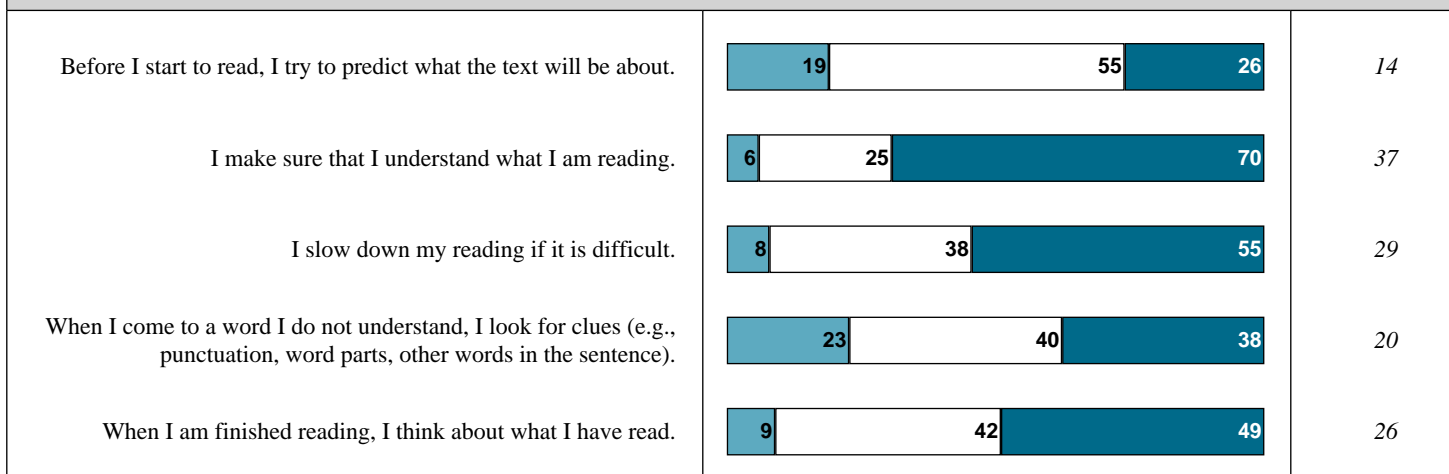 Before I start to read, I try to predict what the text will be about. 19 55 26 14
I make sure that I understand what I am reading. 6 25 70 37
I slow down my reading if it is difficult. 8 38 55 29
When I come to a word I do not understand, I look for clues (e.g.,
punctuation, word parts, other words in the sentence). 23 40 38 20
When I am finished reading, I think about what I have read. 9 42 49 26